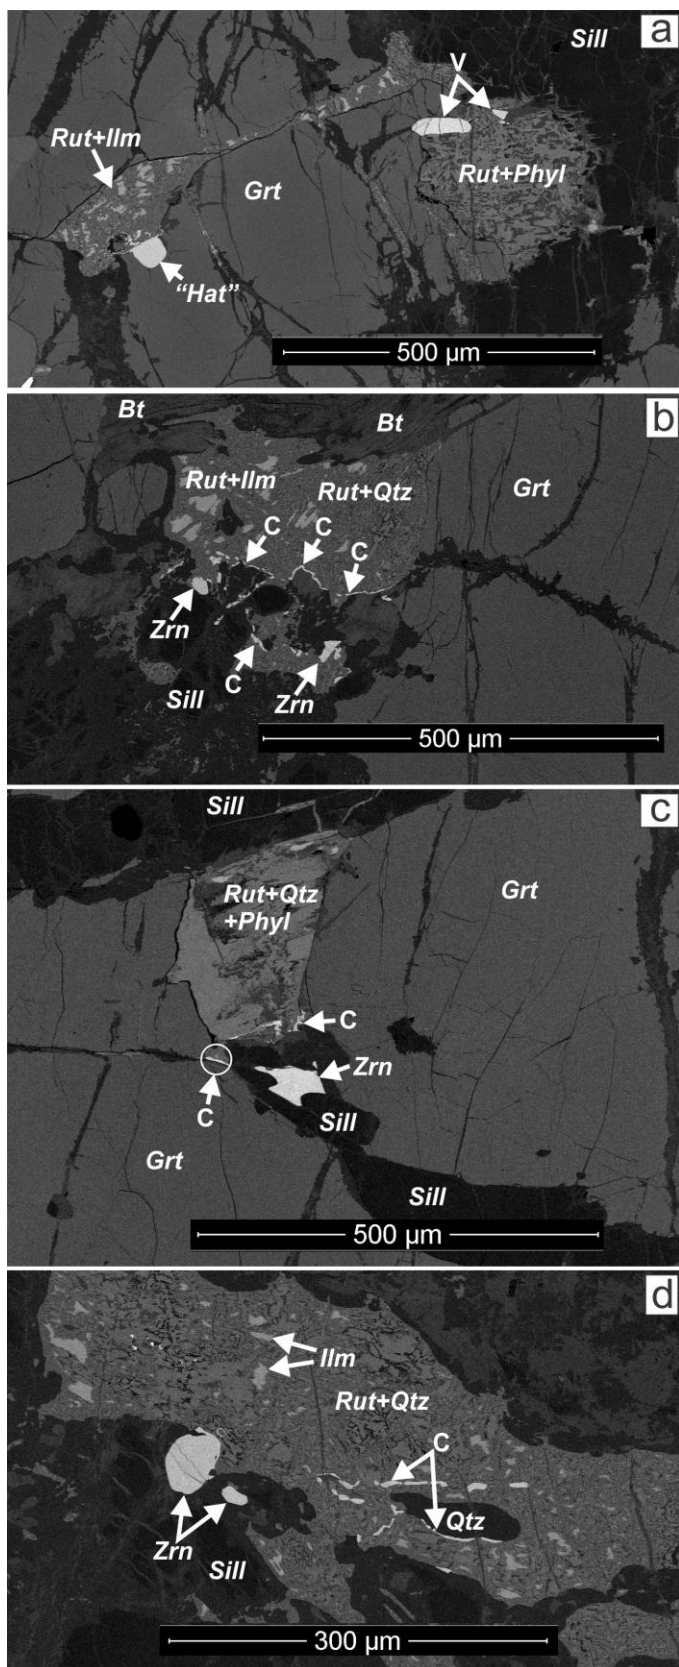 a
Sill
V
Rut+Ilm
Rut+Phyl
Grt
“Hat”
500 µm
b
Bt
Bt
Rut+Ilm
Rut+Qtz
Grt
C
C
C
Zrn
C
Zrn
Sill
500 µm
c
Sill
Rut+Qtz
+Phyl
Grt
C
Zrn
C
Sill
Grt
Sill
500 µm
d
Ilm
Rut+Qtz
C
Qtz
Zrn
Sill
300 µm